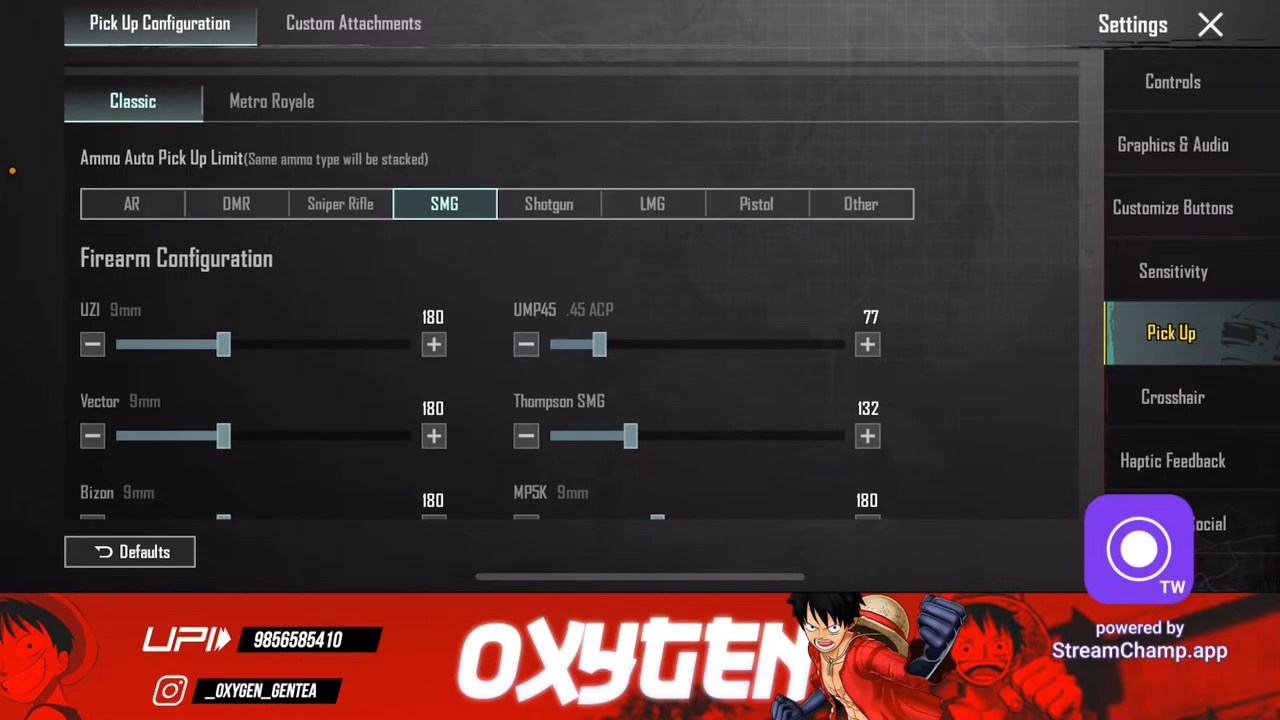 Pick Up Configuration Custom Attachments Settings
Classic Metro Royale
Ammo Auto Pick Up Limit(Same ammo type will be stacked)
AR DMR Sniper Rifle SMG Shotgun LMG Pistol Other
Firearm Configuration
UZI 9mm 180
UMP45 .45 ACP 77
Vector 9mm 180
Thompson SMG 132
Bizon 9mm 180
MP5K 9mm 180
Defaults
Controls
Graphics & Audio
Customize Buttons
Sensitivity
Pick Up
Crosshair
Haptic Feedback
TW
powered by
StreamChamp.app
UPI 9856585410
_OXYGEN_GENTEA
OXYGEN